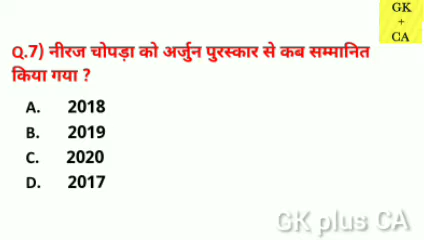 GK
+
CA
Q.7) नीरज चोपड़ा को अर्जुन पुरस्कार से कब सम्मानित
किया गया ?
A. 2018
B. 2019
C. 2020
D. 2017
GK plus CA